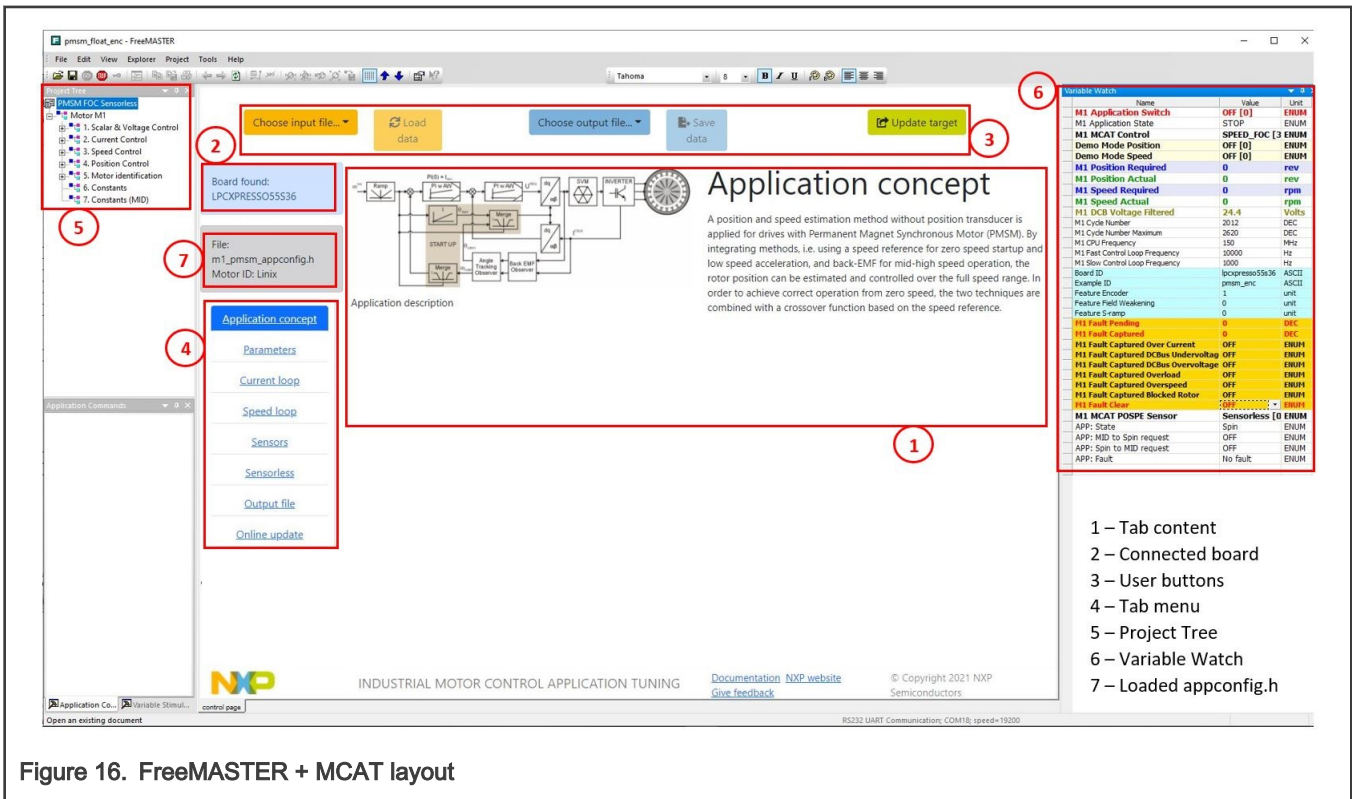 pmsm_float_enc - FreeMASTER
File Edit View Explorer Project Tools Help
Tahoma 8 B I U
Project Tree
PMSM FOC Sensorless
Motor M1
1. Scalar & Voltage Control
2. Current Control
3. Speed Control
4. Position Control
5. Motor identification
6. Constants
7. Constants (MID)
5
Application Commands
Choose input file...
Load data
Choose output file...
Save data
Update target
3
2
Board found:
LPCXPRESSO55S36
7
File:
m1_pmsm_appconfig.h
Motor ID: Linix
4
Application concept
Parameters
Current loop
Speed loop
Sensors
Sensorless
Output file
Online update
Ramp
PI w AW
PI w AW
dq
αβ
SVM
INVERTER
Merge
START UP
Merge
Angle Tracking Observer
Back EMF Observer
dq
αβ
Application description
Application concept
A position and speed estimation method without position transducer is
applied for drives with Permanent Magnet Synchronous Motor (PMSM). By
integrating methods, i.e. using a speed reference for zero speed startup and
low speed acceleration, and back-EMF for mid-high speed operation, the
rotor position can be estimated and controlled over the full speed range. In
order to achieve correct operation from zero speed, the two techniques are
combined with a crossover function based on the speed reference.
1
6
Variable Watch
Name Value Unit
M1 Application Switch OFF [0] ENUM
M1 Application State STOP ENUM
M1 MCAT Control SPEED_FOC [3 ENUM
Demo Mode Position OFF [0] ENUM
Demo Mode Speed OFF [0] ENUM
M1 Position Required 0 rev
M1 Position Actual 0 rev
M1 Speed Required 0 rpm
M1 Speed Actual 0 rpm
M1 DCB Voltage Filtered 24.4 Volts
M1 Cycle Number 2012 DEC
M1 Cycle Number Maximum 2620 DEC
M1 CPU Frequency 150 MHz
M1 Fast Control Loop Frequency 10000 Hz
M1 Slow Control Loop Frequency 1000 Hz
Board ID lpcxpresso55s36 ASCII
Example ID pmsm_enc ASCII
Feature Encoder 1 unit
Feature Field Weakening 0 unit
Feature S-ramp 0 unit
M1 Fault Pending 0 DEC
M1 Fault Captured 0 DEC
M1 Fault Captured Over Current OFF ENUM
M1 Fault Captured DCBus Undervoltag OFF ENUM
M1 Fault Captured DCBus Overvoltage OFF ENUM
M1 Fault Captured Overload OFF ENUM
M1 Fault Captured Overspeed OFF ENUM
M1 Fault Captured Blocked Rotor OFF ENUM
M1 Fault Clear OFF ENUM
M1 MCAT POSPE Sensor Sensorless [0 ENUM
APP: State Spin ENUM
APP: MID to Spin request OFF ENUM
APP: Spin to MID request OFF ENUM
APP: Fault No fault ENUM
1 – Tab content
2 – Connected board
3 – User buttons
4 – Tab menu
5 – Project Tree
6 – Variable Watch
7 – Loaded appconfig.h
NXP
INDUSTRIAL MOTOR CONTROL APPLICATION TUNING
Documentation NXP website
Give feedback
© Copyright 2021 NXP
Semiconductors
Application Co... Variable Stimul...
control page
Open an existing document
RS232 UART Communication; COM18; speed=19200
Figure 16. FreeMASTER + MCAT layout